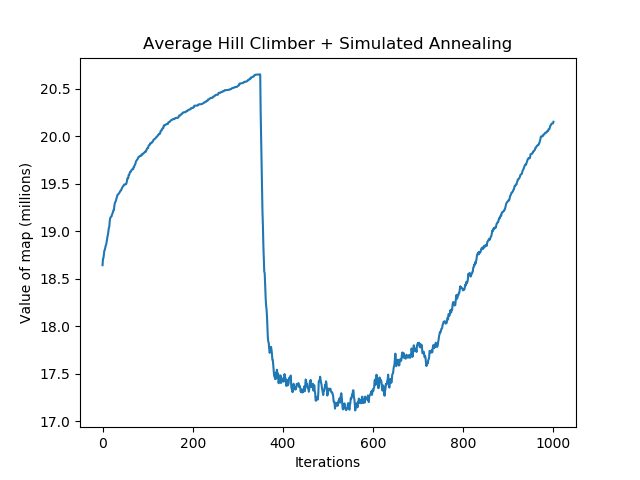 Average Hill Climber + Simulated Annealing
Value of map (millions)
20.5
20.0
19.5
19.0
18.5
18.0
17.5
17.0
0 200 400 600 800 1000
Iterations